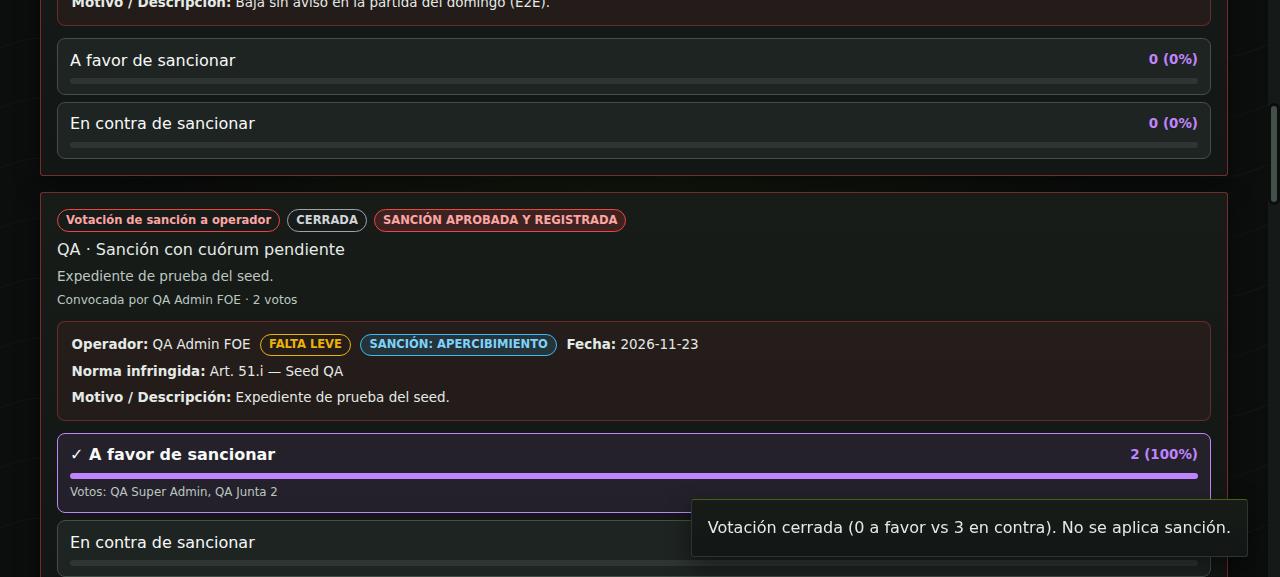 Motivo / Descripción: Baja sin aviso en la partida del domingo (E2E).
A favor de sancionar 0 (0%)
En contra de sancionar 0 (0%)
Votación de sanción a operador CERRADA SANCIÓN APROBADA Y REGISTRADA
QA · Sanción con cuórum pendiente
Expediente de prueba del seed.
Convocada por QA Admin FOE · 2 votos
Operador: QA Admin FOE FALTA LEVE SANCIÓN: APERCIBIMIENTO Fecha: 2026-11-23
Norma infringida: Art. 51.i — Seed QA
Motivo / Descripción: Expediente de prueba del seed.
✓ A favor de sancionar 2 (100%)
Votos: QA Super Admin, QA Junta 2
Votación cerrada (0 a favor vs 3 en contra). No se aplica sanción.
En contra de sancionar